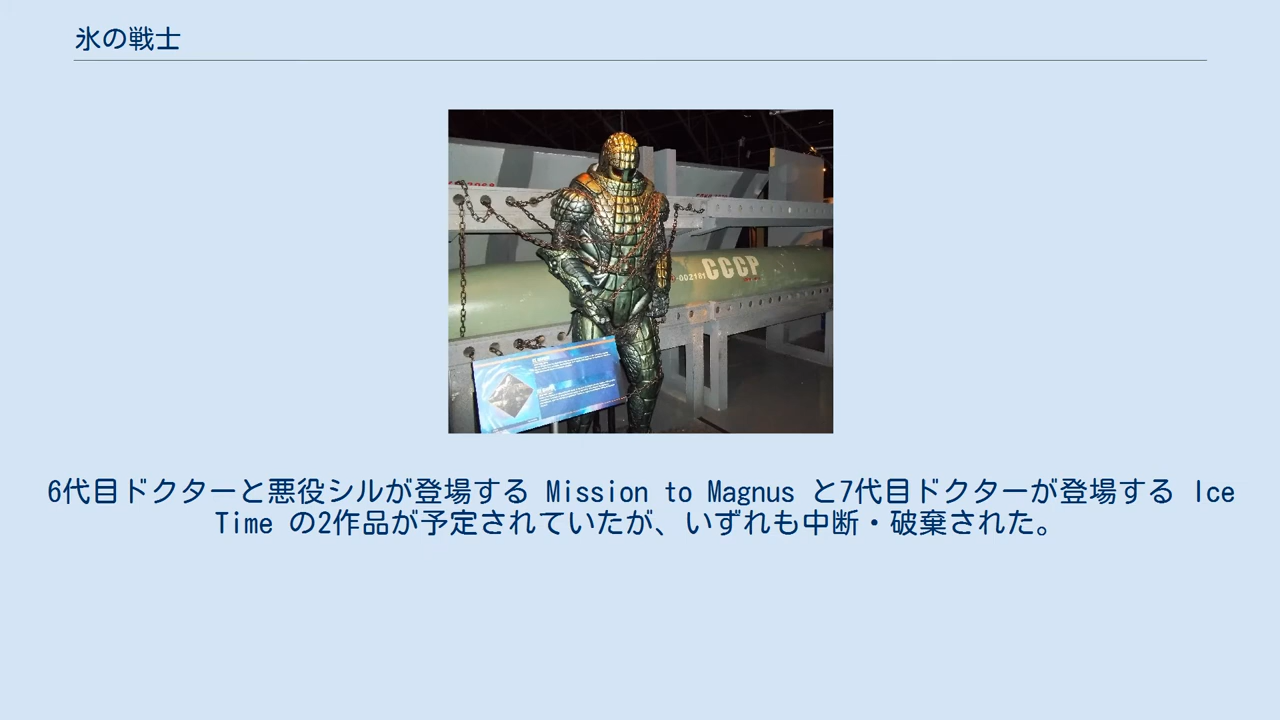 氷の戦士
CCCP
6代目ドクターと悪役シルが登場する Mission to Magnus と7代目ドクターが登場する Ice
Time の2作品が予定されていたが、いずれも中断・破棄された。